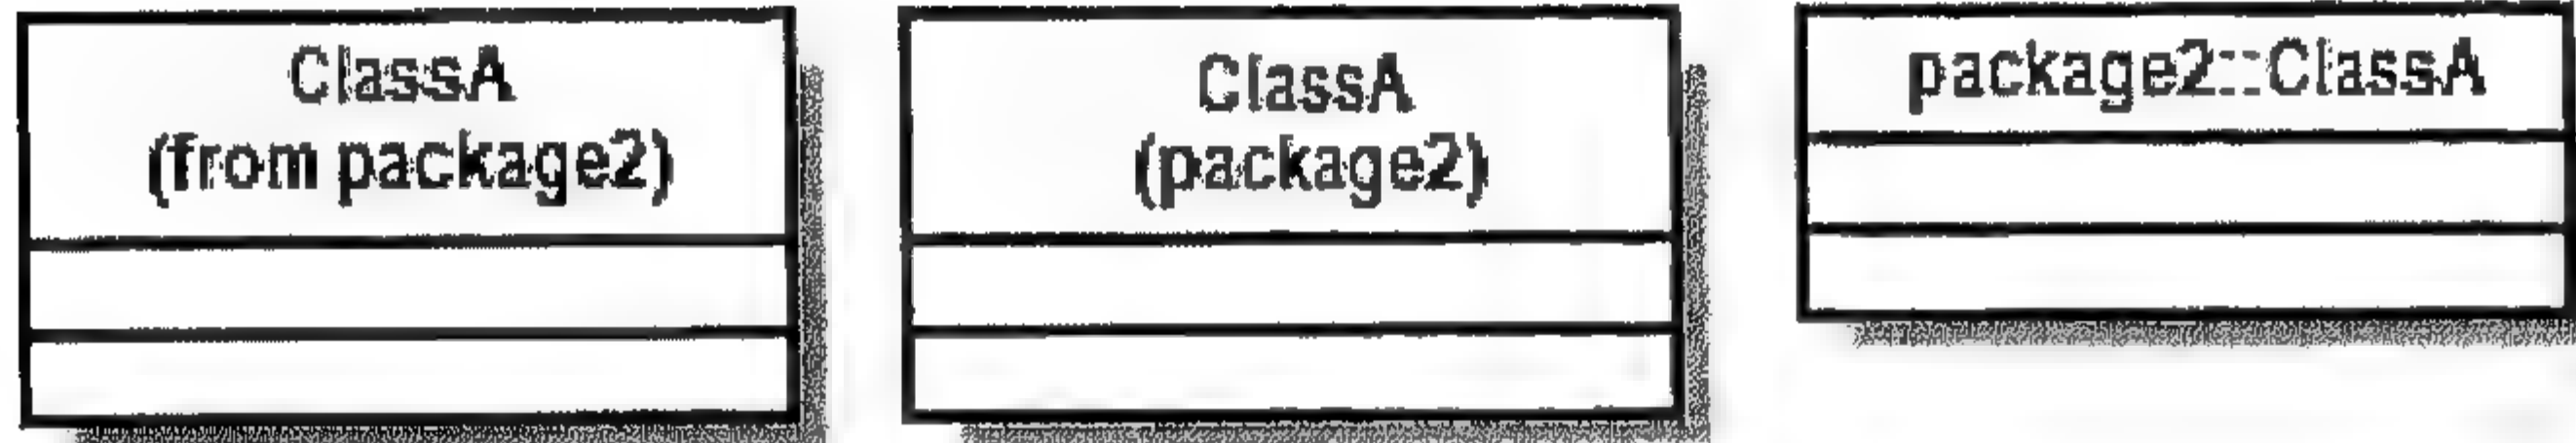 ClassA
(from package2)
ClassA
(package2)
package2::ClassA